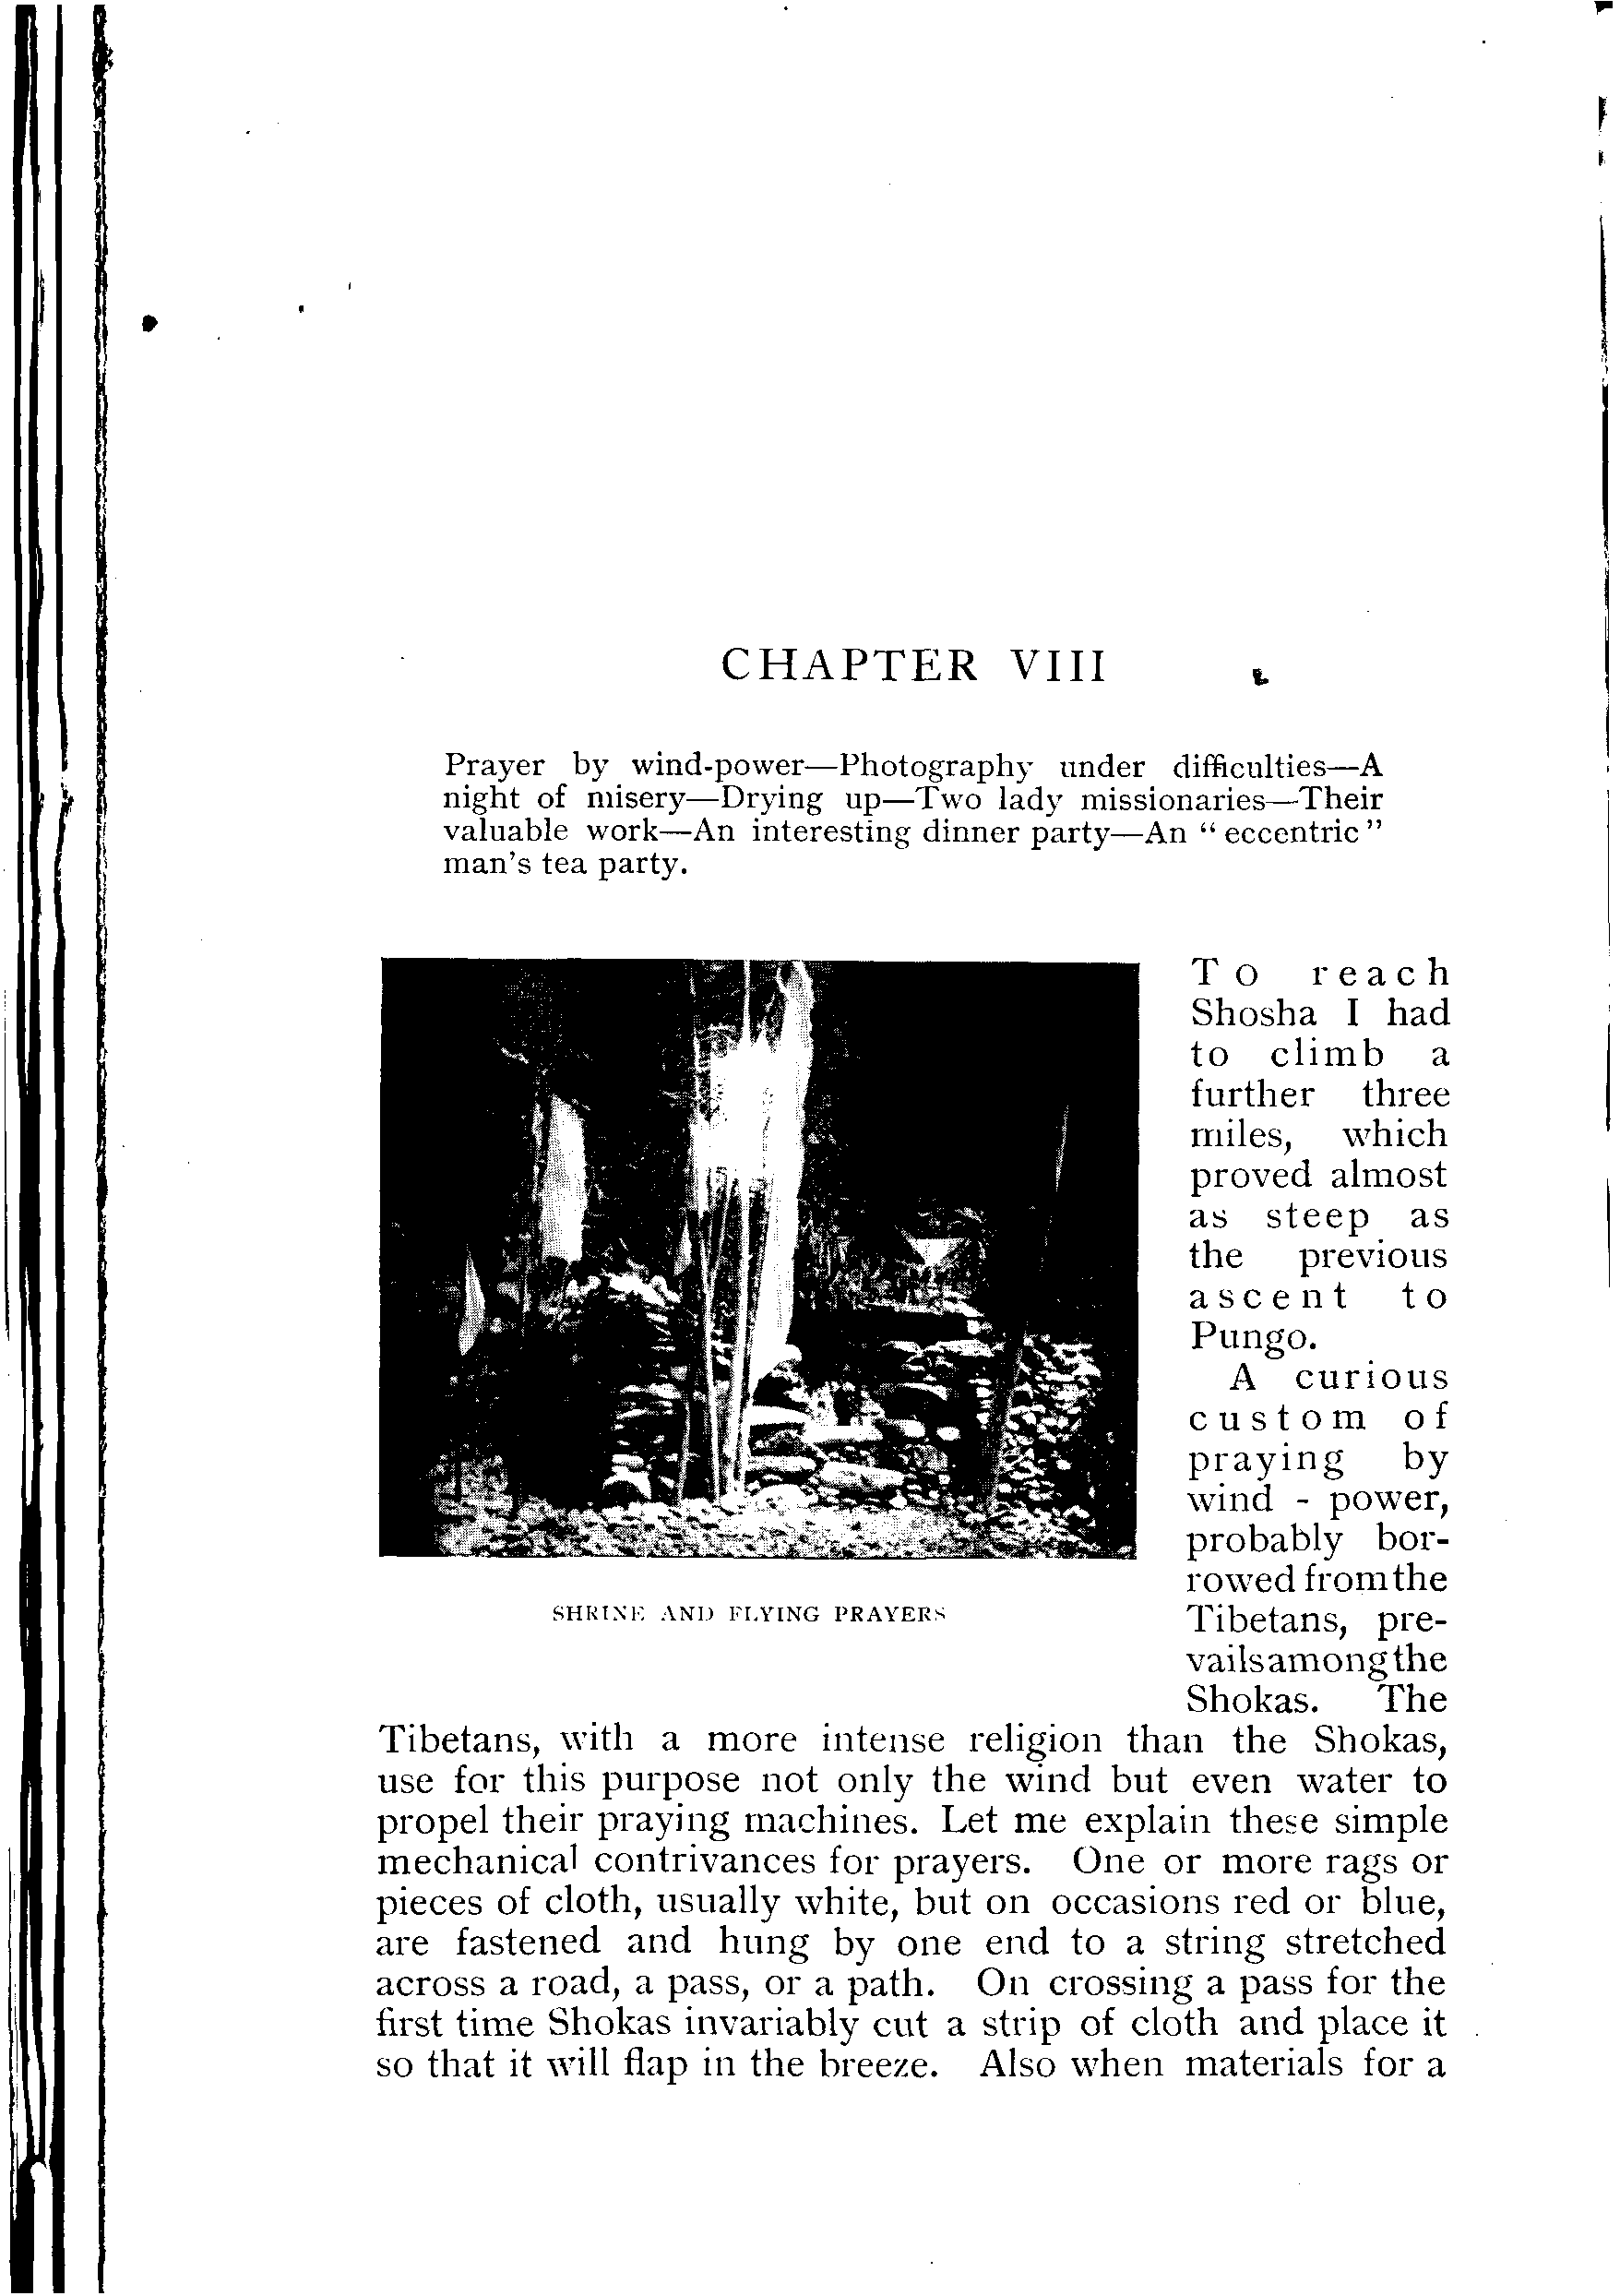 CHAPTER VIII
Prayer by wind-power—Photography under difficulties—A
night of misery—Drying up—Two lady missionaries—Their
valuable work—An interesting dinner party—An “eccentric”
man's tea party.
To reach
Shosha I had
to climb a
further three
miles, which
proved almost
as steep as
the previous
ascent to
Pungo.
A curious
custom of
praying by
wind - power,
probably bor-
rowed from the
Tibetans, pre-
vails among the
Shokas. The
SHRINE AND FLYING PRAYERS
Tibetans, with a more intense religion than the Shokas,
use for this purpose not only the wind but even water to
propel their praying machines. Let me explain these simple
mechanical contrivances for prayers. One or more rags or
pieces of cloth, usually white, but on occasions red or blue,
are fastened and hung by one end to a string stretched
across a road, a pass, or a path. On crossing a pass for the
first time Shokas invariably cut a strip of cloth and place it
so that it will flap in the breeze. Also when materials for a